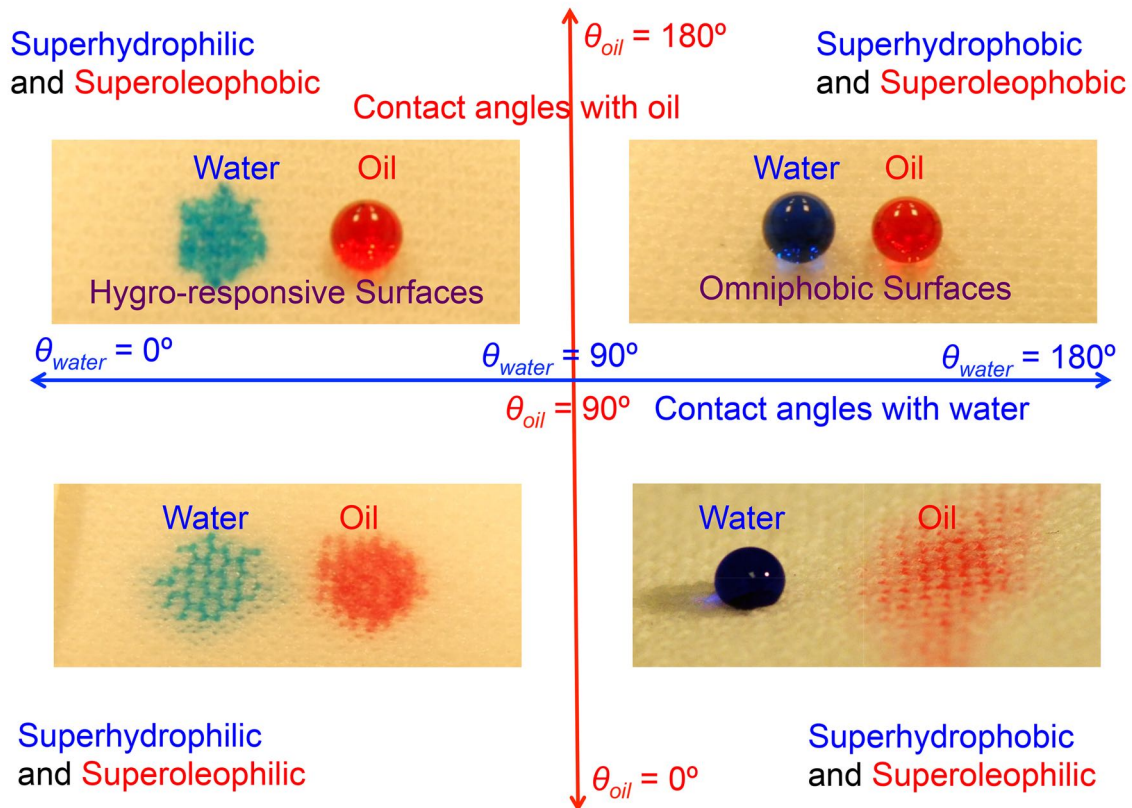 Superhydrophilic
and Superoleophobic
θoil = 180º
Superhydrophobic
and Superoleophobic
Contact angles with oil
Water
Oil
Hygro-responsive Surfaces
Water
Oil
Omniphobic Surfaces
θwater = 0º
θwater = 90º
θwater = 180º
θoil = 90º
Contact angles with water
Water
Oil
Water
Oil
Superhydrophilic
and Superoleophilic
θoil = 0º
Superhydrophobic
and Superoleophilic